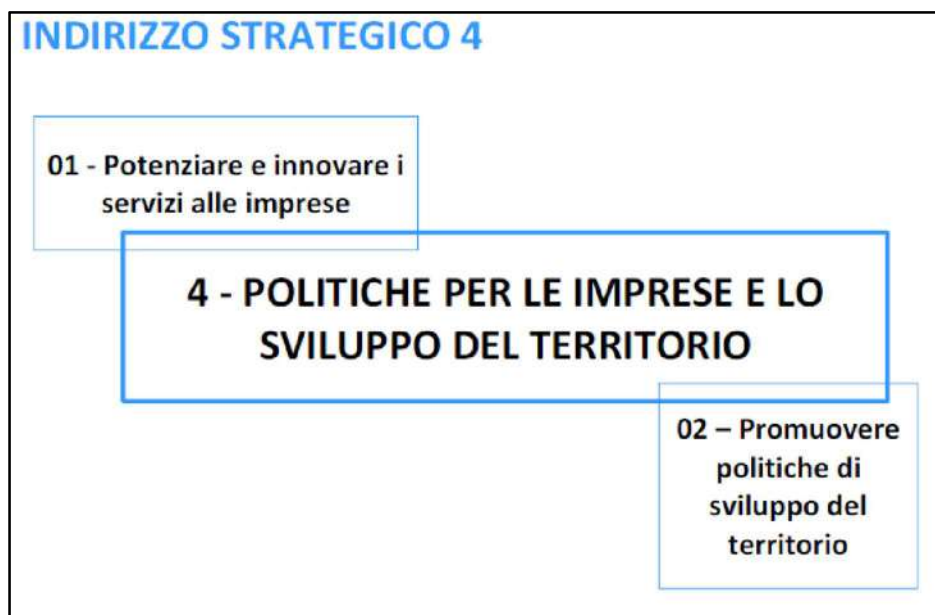 INDIRIZZO STRATEGICO 4
01 - Potenziare e innovare i
servizi alle imprese
4 - POLITICHE PER LE IMPRESE E LO
SVILUPPO DEL TERRITORIO
02 – Promuovere
politiche di
sviluppo del
territorio